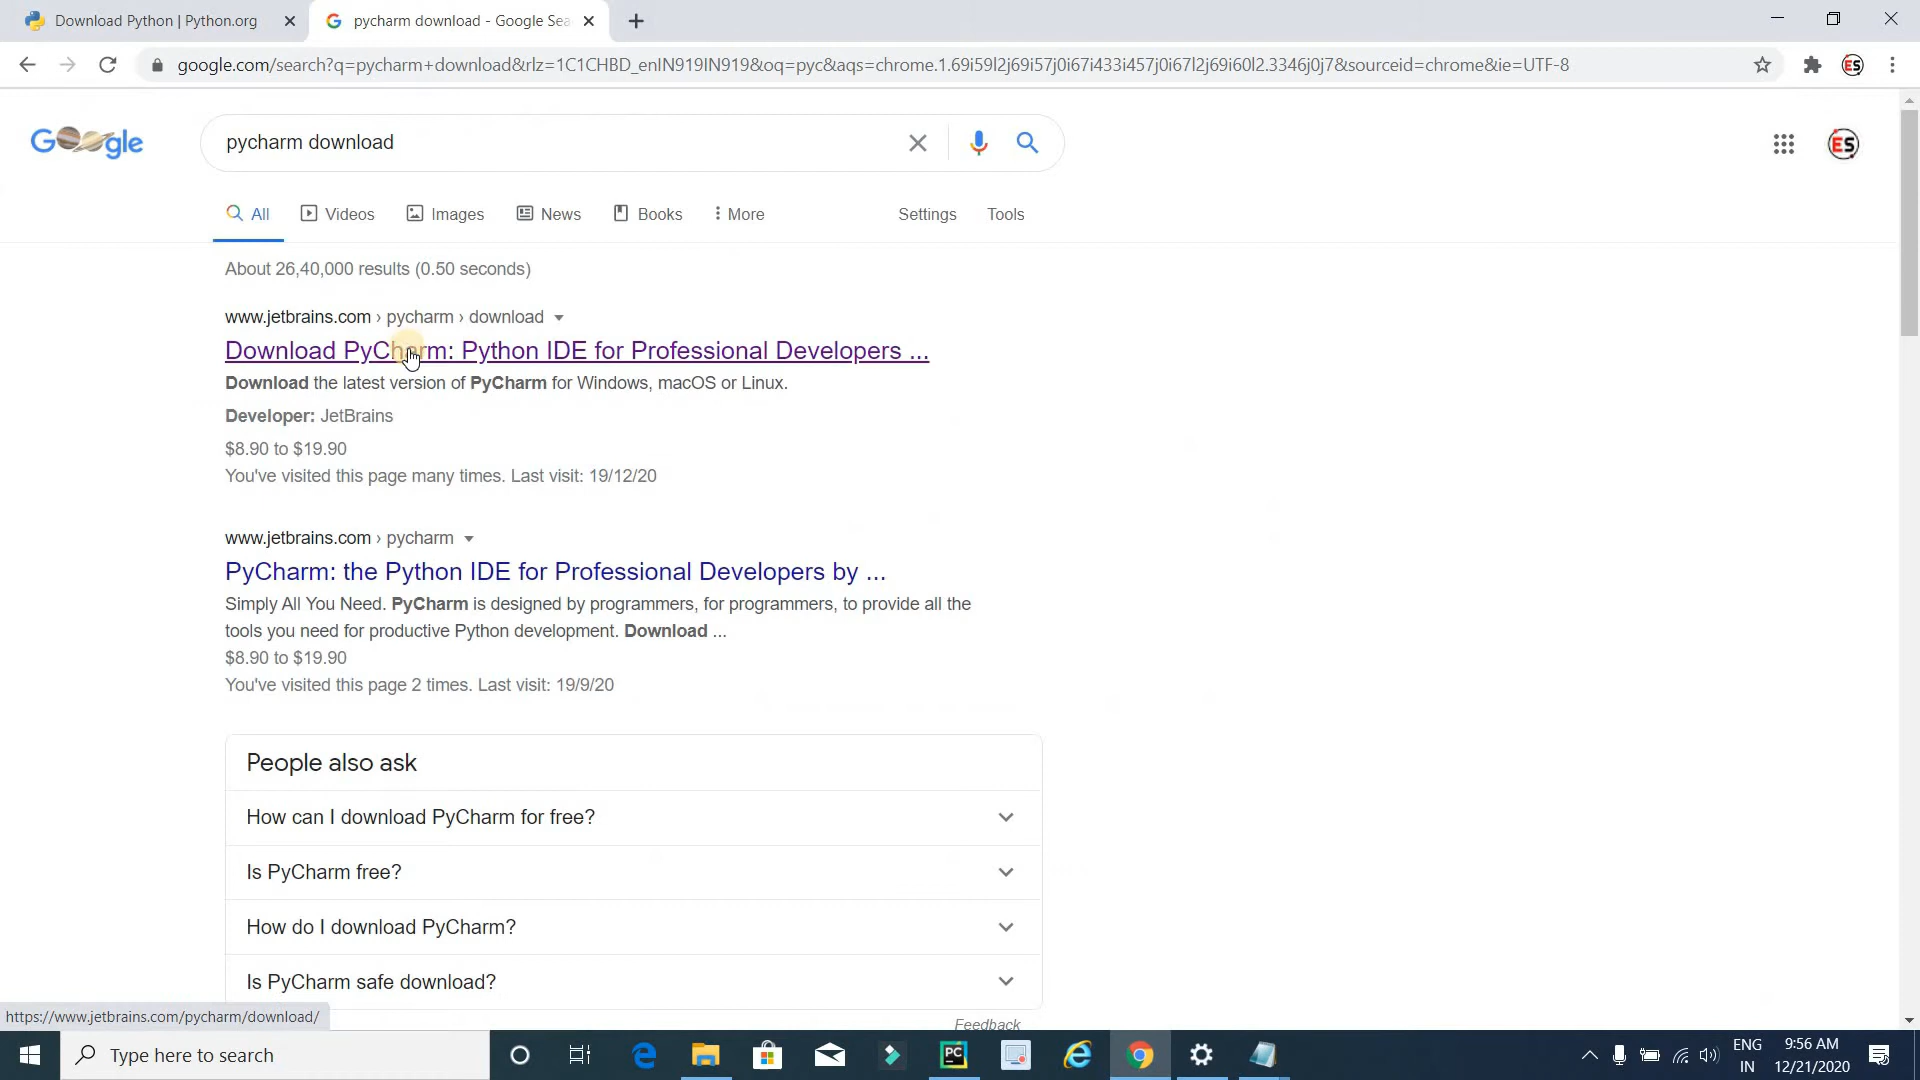 Download Python | Python.org
pycharm download - Google Sea
google.com/search?q=pycharm+download&rlz=1C1CHBD_enIN919IN919&oq=pyc&aqs=chrome.1.69i59l2j69i57j0i67i433i457j0i67l2j69i60l2.3346j0j7&sourceid=chrome&ie=UTF-8
ES
Google
pycharm download
ES
All
Videos
Images
News
Books
More
Settings
Tools
About 26,40,000 results (0.50 seconds)
www.jetbrains.com › pycharm › download
Download PyCharm: Python IDE for Professional Developers ...
Download the latest version of PyCharm for Windows, macOS or Linux.
Developer: JetBrains
$8.90 to $19.90
You've visited this page many times. Last visit: 19/12/20
www.jetbrains.com › pycharm
PyCharm: the Python IDE for Professional Developers by ...
Simply All You Need. PyCharm is designed by programmers, for programmers, to provide all the
tools you need for productive Python development. Download ...
$8.90 to $19.90
You've visited this page 2 times. Last visit: 19/9/20
People also ask
How can I download PyCharm for free?
Is PyCharm free?
How do I download PyCharm?
Is PyCharm safe download?
Feedback
https://www.jetbrains.com/pycharm/download/
Type here to search
PC
ENG
IN
9:56 AM
12/21/2020